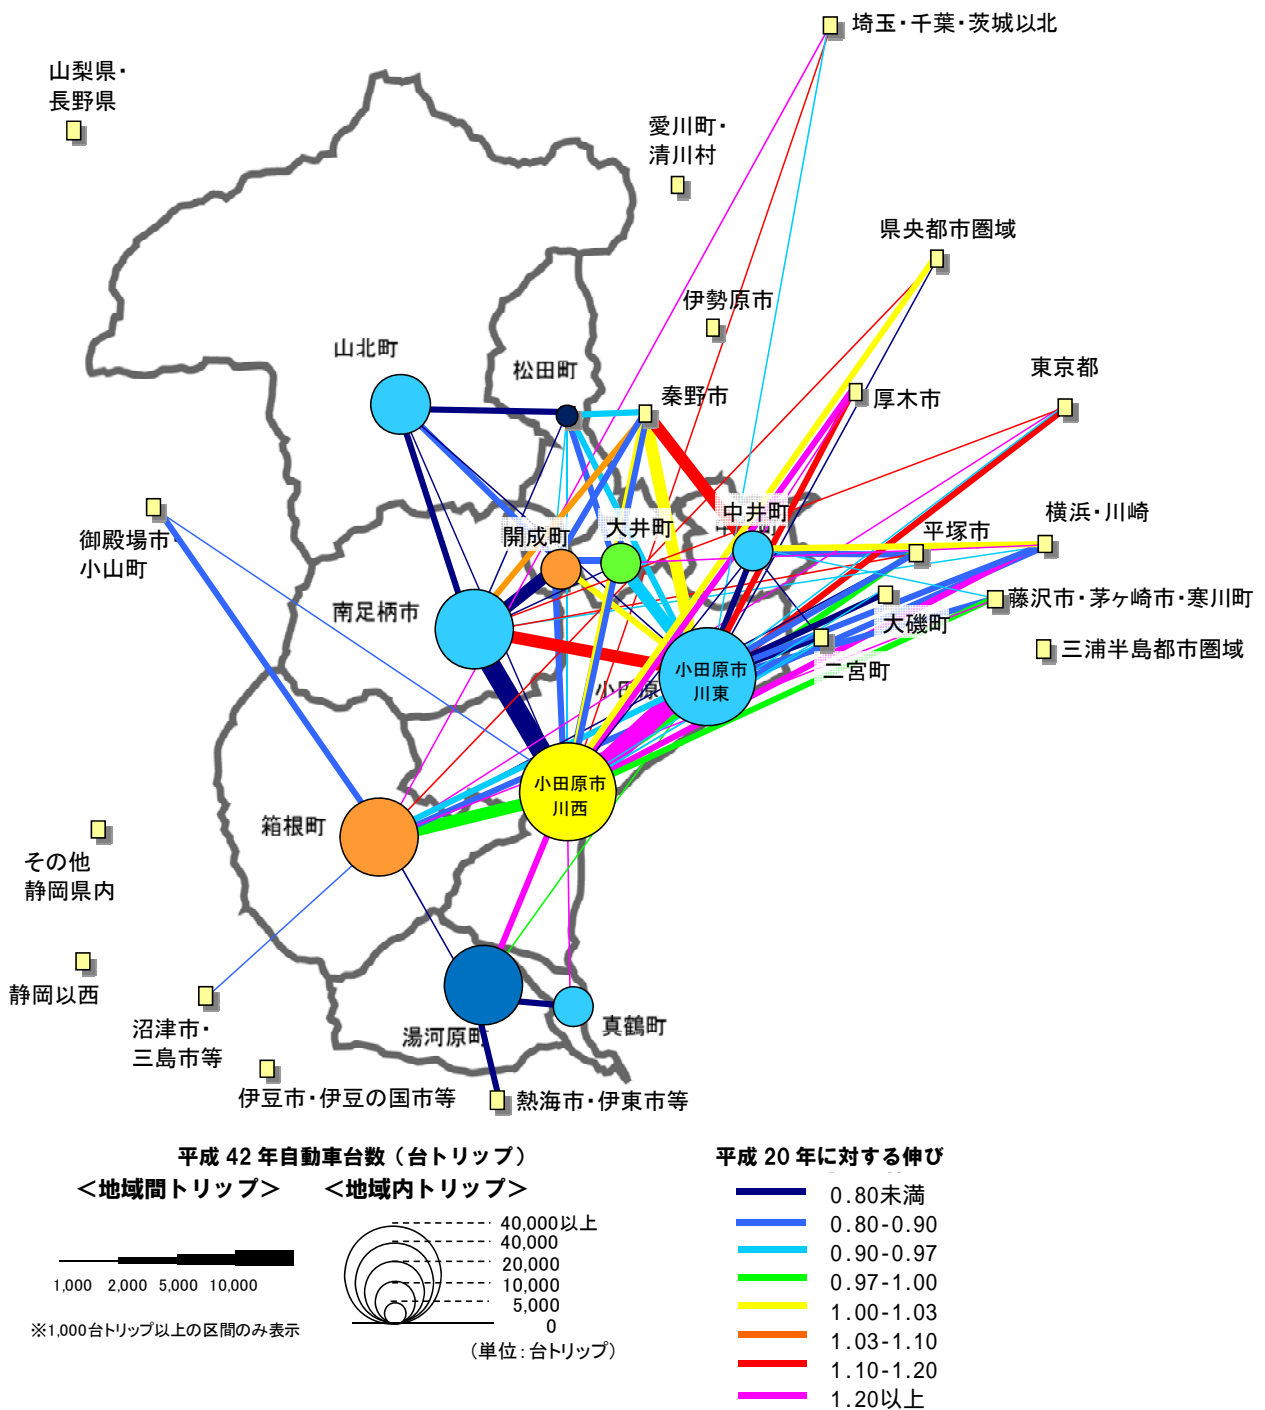 埼玉・千葉・茨城以北
山梨県・
長野県
愛川町・
清川村
県央都市圏域
伊勢原市
山北町
松田町
東京都
秦野市
厚木市
中井町
横浜・川崎
開成町
大井町
平塚市
御殿場市・
小山町
南足柄市
藤沢市・茅ヶ崎市・寒川町
大磯町
三浦半島都市圏域
小田原市
川東
二宮町
小田原
小田原市
川西
箱根町
その他
静岡県内
静岡以西
沼津市・
三島市等
湯河原町
真鶴町
伊豆市・伊豆の国市等
熱海市・伊東市等
平成 42 年自動車台数（台トリップ）
＜地域間トリップ＞
＜地域内トリップ＞
1,000 2,000 5,000 10,000
※1,000台トリップ以上の区間のみ表示
40,000以上
40,000
20,000
10,000
5,000
0
（単位：台トリップ）
平成 20 年に対する伸び
0.80未満
0.80-0.90
0.90-0.97
0.97-1.00
1.00-1.03
1.03-1.10
1.10-1.20
1.20以上